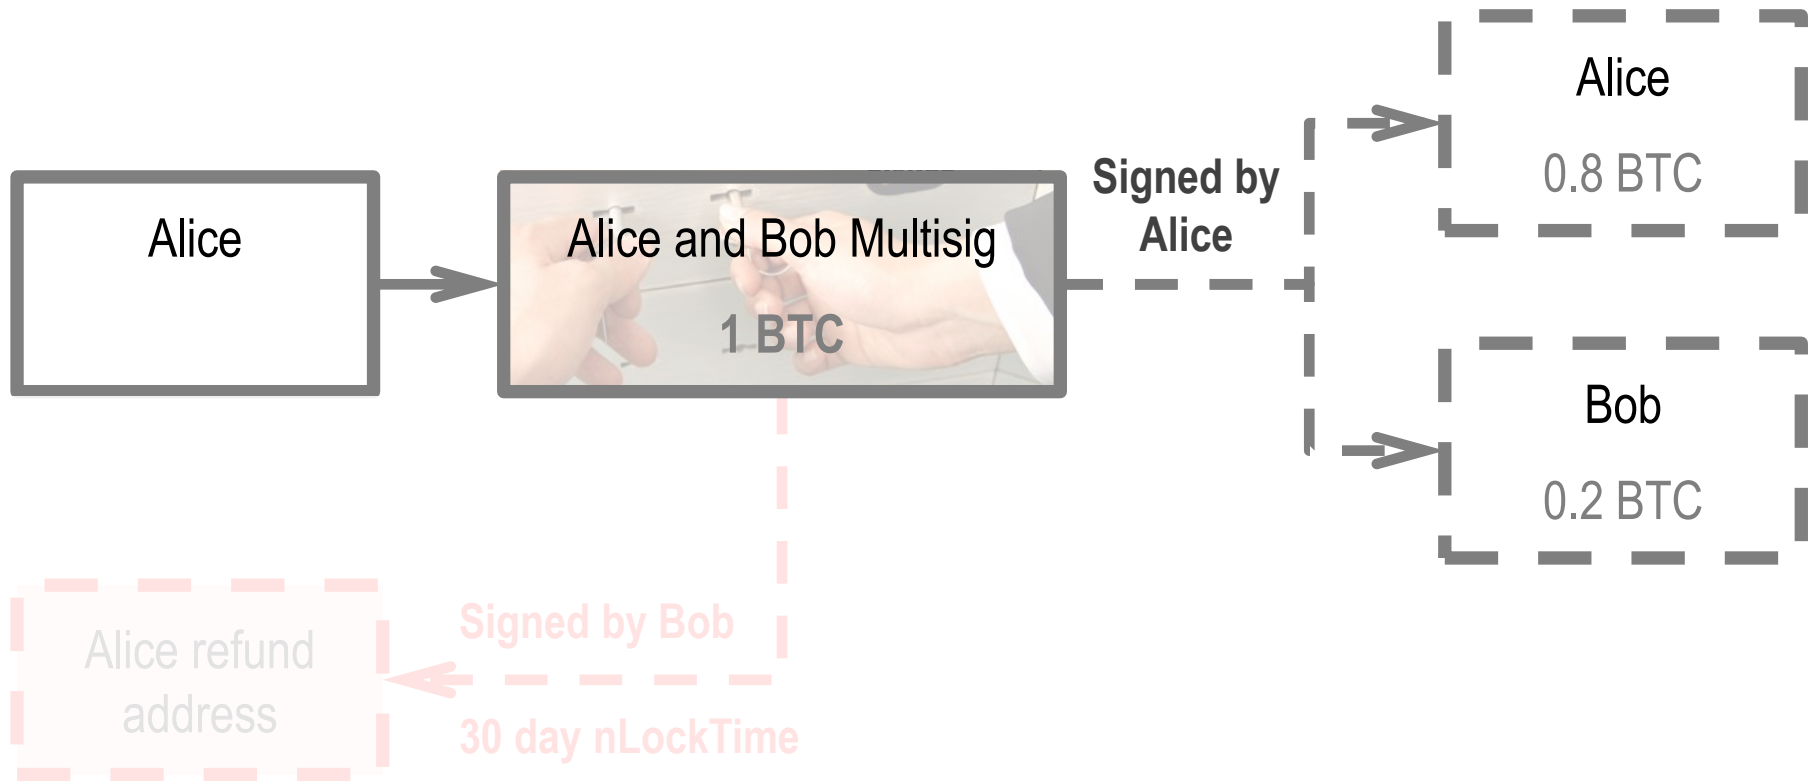 Alice
Alice and Bob Multisig
1 BTC
Signed by
Alice
Alice
0.8 BTC
Bob
0.2 BTC
Signed by Bob
30 day nLockTime
Alice refund
address